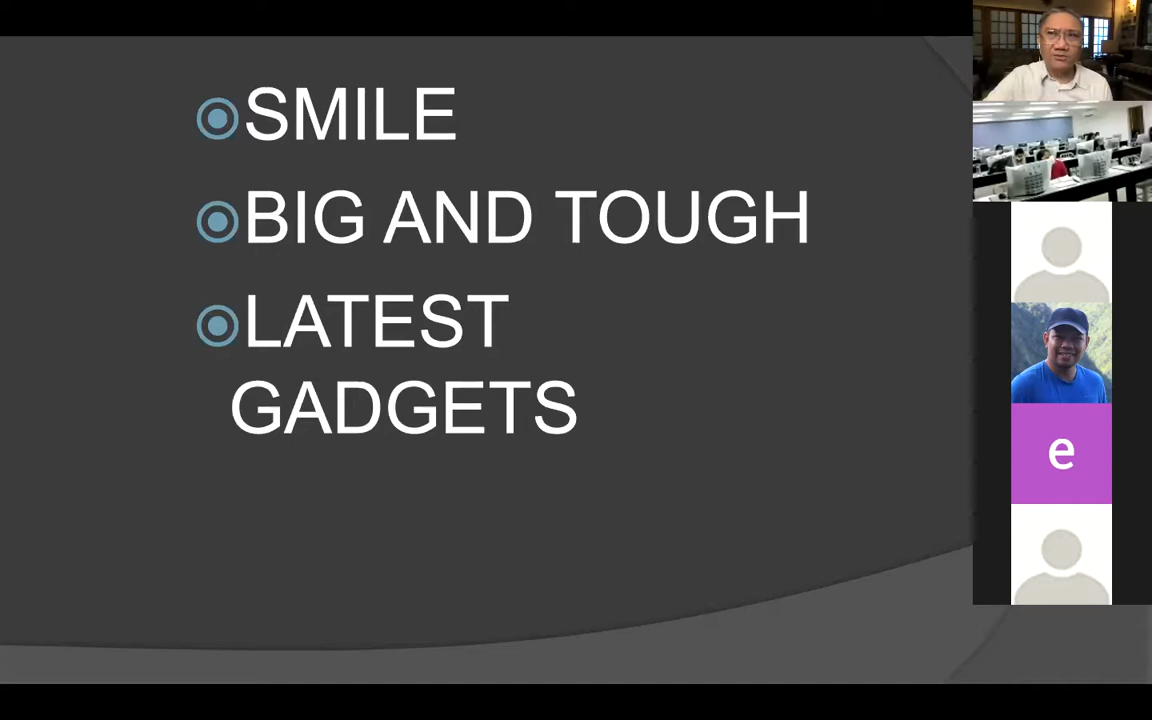 SMILE
BIG AND TOUGH
LATEST
GADGETS
e